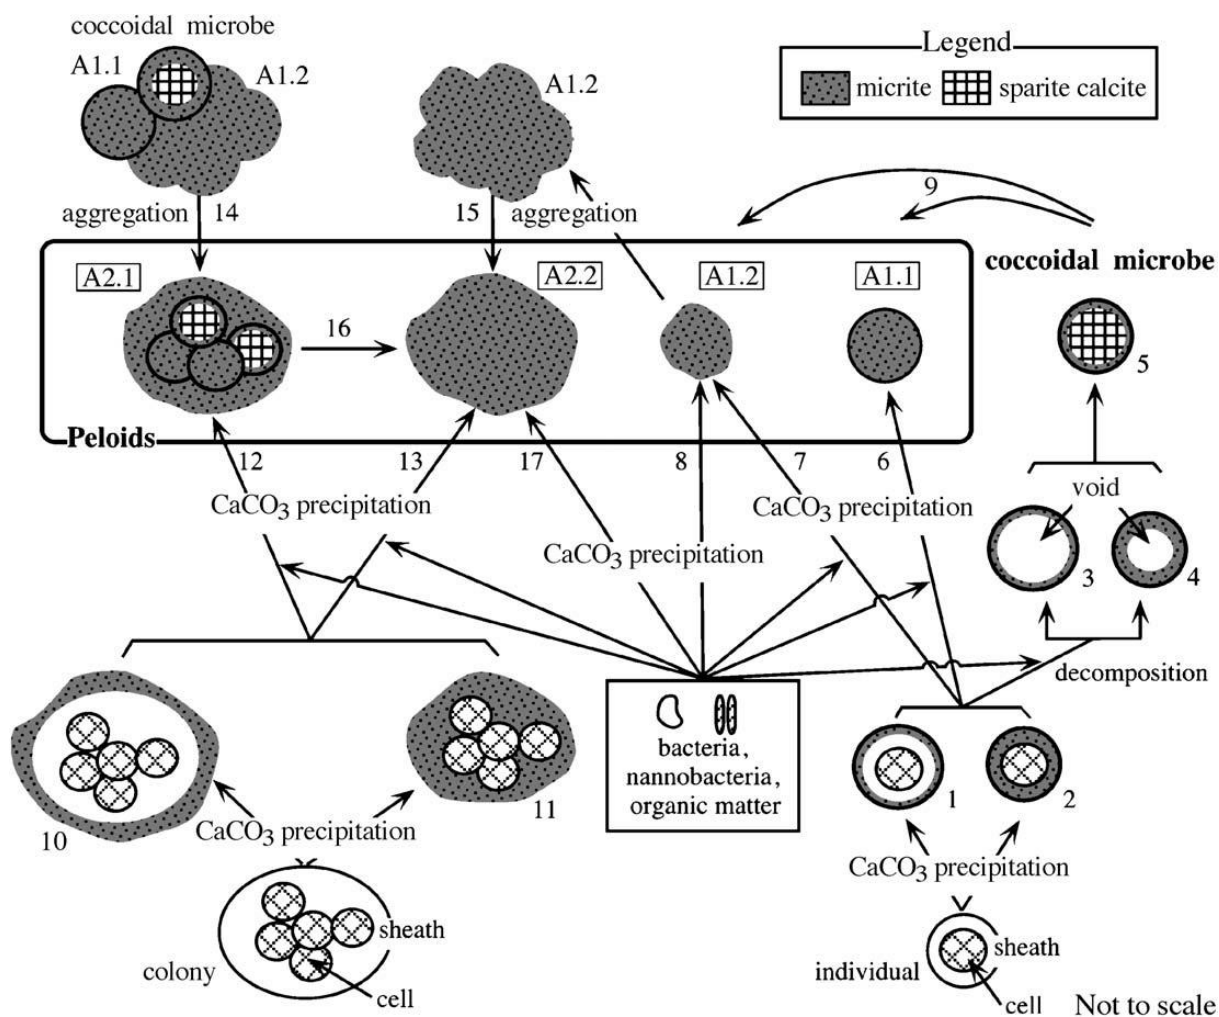 coccoidal microbe
A1.1
A1.2
A1.2
Legend
micrite
sparite calcite
9
aggregation
14
15
aggregation
A2.1
A2.2
A1.2
A1.1
coccoidal microbe
16
5
Peloids
12
13
17
8
7
6
CaCO3 precipitation
CaCO3 precipitation
void
CaCO3 precipitation
3
4
decomposition
bacteria,
nannobacteria,
organic matter
10
11
1
2
CaCO3 precipitation
CaCO3 precipitation
sheath
colony
cell
sheath
individual
cell
Not to scale